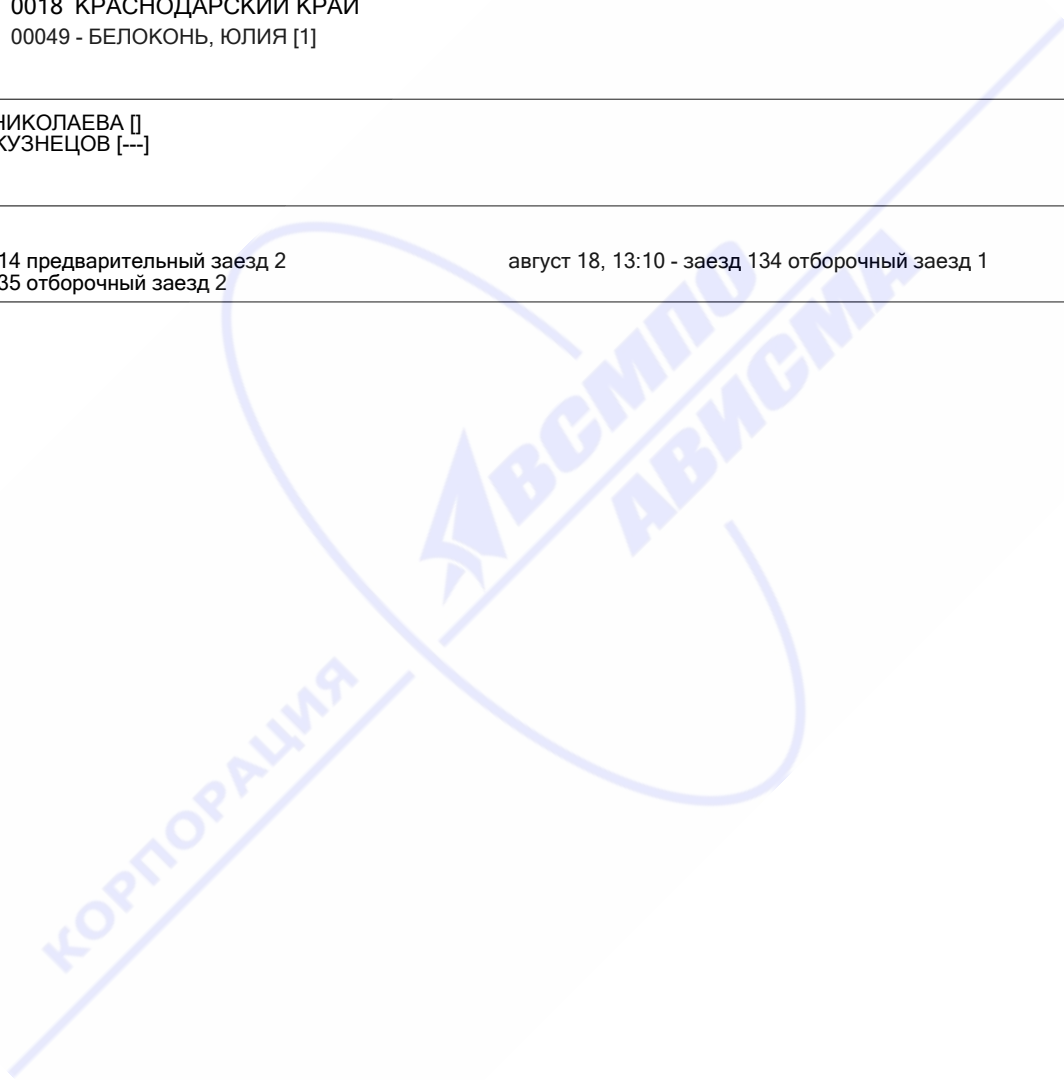 0018 КРАСНОДАРСКИЙ КРАЙ
00049 - БЕЛОКОНЬ, ЮЛИЯ [1]
НИКОЛАЕВА []
КУЗНЕЦОВ [---]
14 предварительный заезд 2 август 18, 13:10 - заезд 134 отборочный заезд 1
35 отборочный заезд 2
ВСМПО
АВИСМА
КОРПОРАЦИЯ